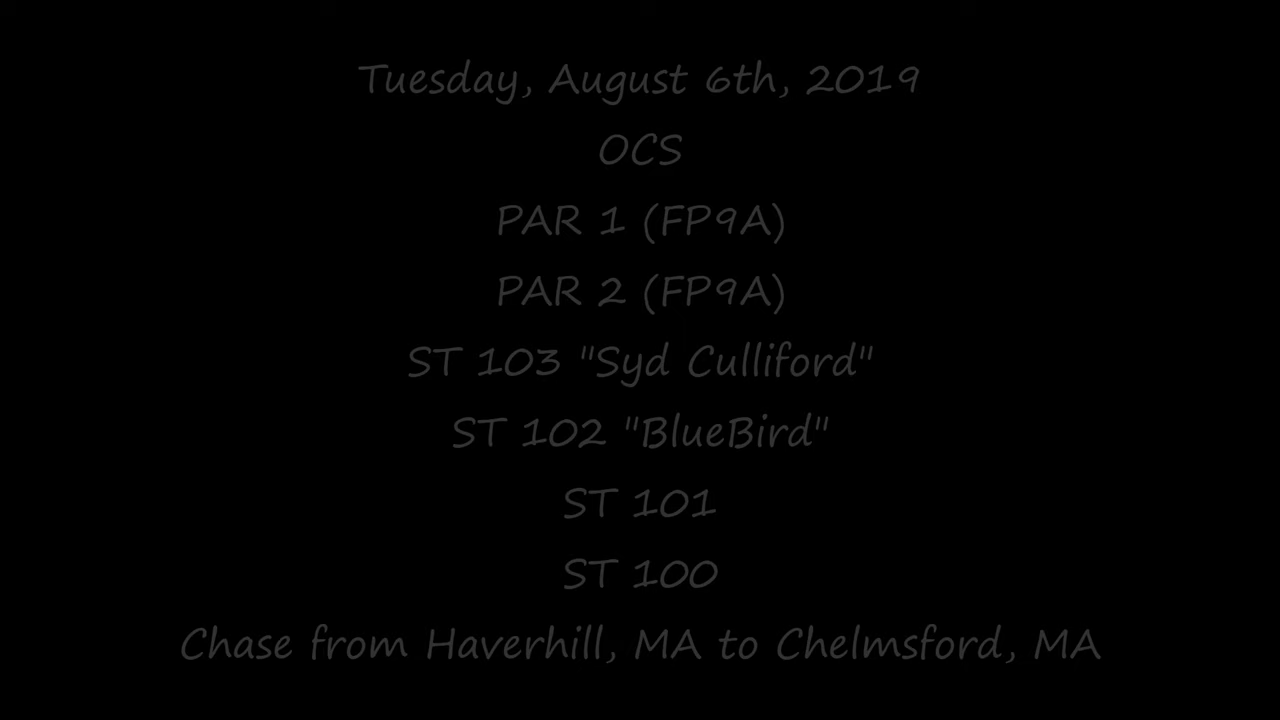 Tuesday, August 6th, 2019
OCS
PAR 1 (FP9A)
PAR 2 (FP9A)
ST 103 "Syd Culliford"
ST 102 "BlueBird"
ST 101
ST 100
Chase from Haverhill, MA to Chelmsford, MA